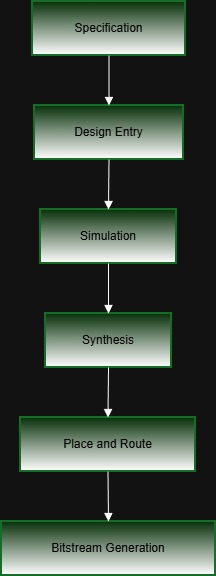 Specification
Design Entry
Simulation
Synthesis
Place and Route
Bitstream Generation